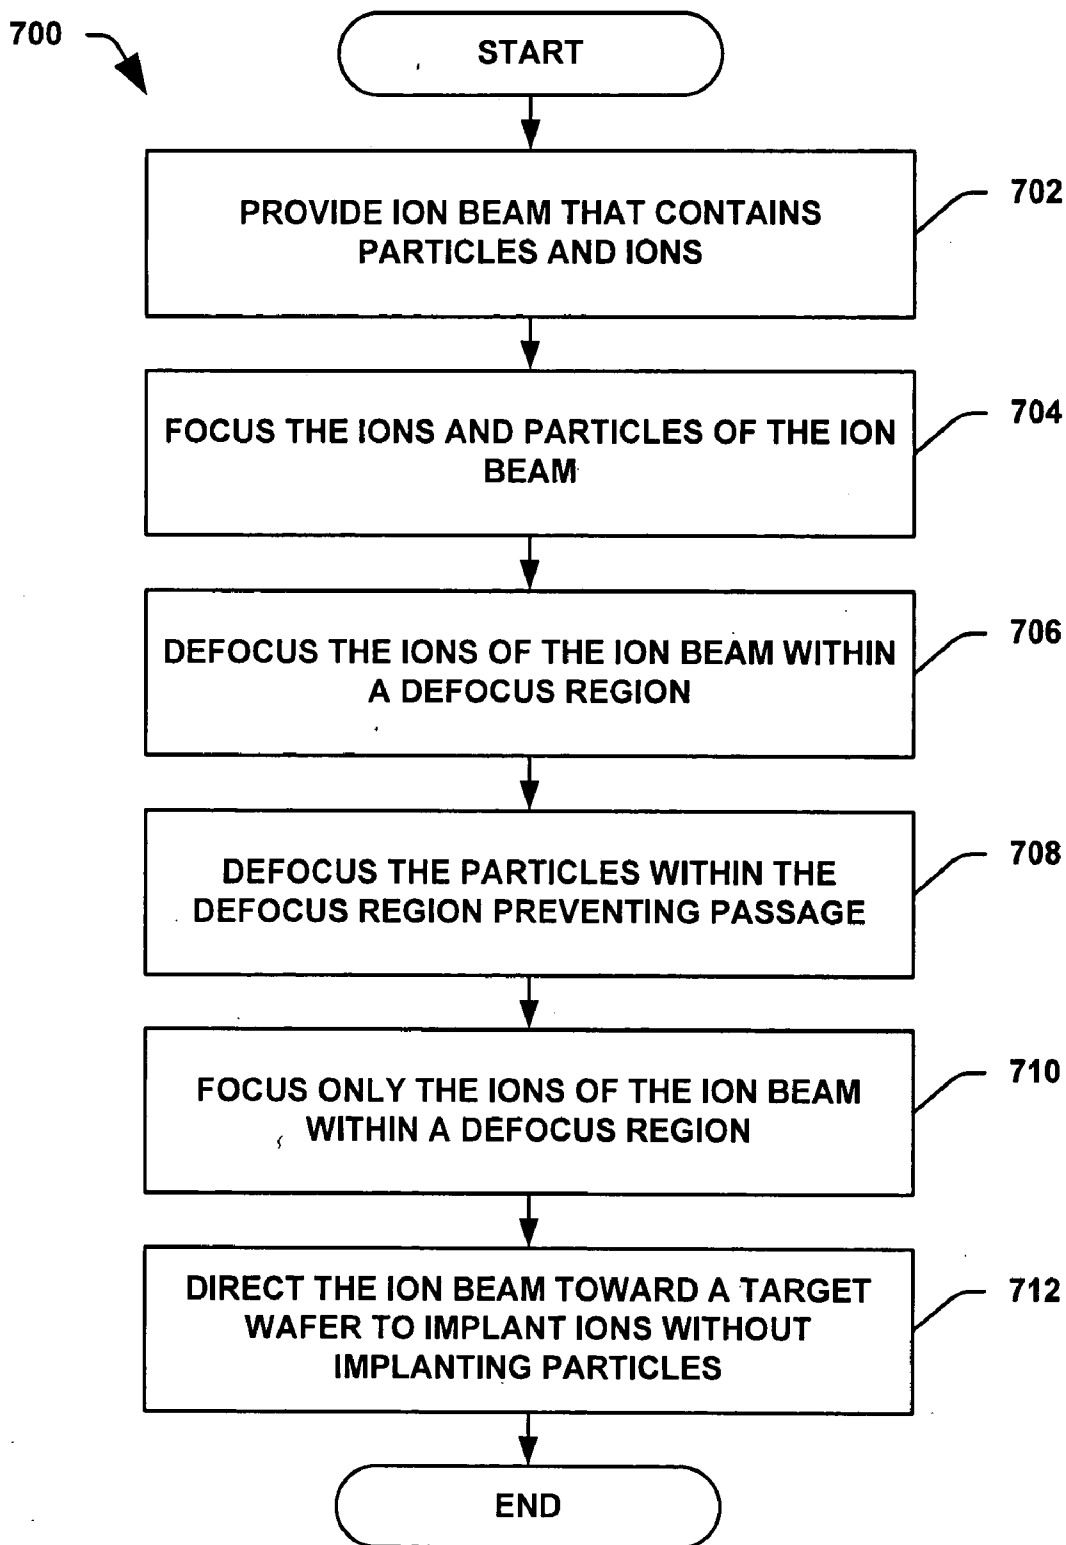 700
START
PROVIDE ION BEAM THAT CONTAINS
PARTICLES AND IONS
702
FOCUS THE IONS AND PARTICLES OF THE ION
BEAM
704
DEFOCUS THE IONS OF THE ION BEAM WITHIN
A DEFOCUS REGION
706
DEFOCUS THE PARTICLES WITHIN THE
DEFOCUS REGION PREVENTING PASSAGE
708
FOCUS ONLY THE IONS OF THE ION BEAM
WITHIN A DEFOCUS REGION
710
DIRECT THE ION BEAM TOWARD A TARGET
WAFER TO IMPLANT IONS WITHOUT
IMPLANTING PARTICLES
712
END